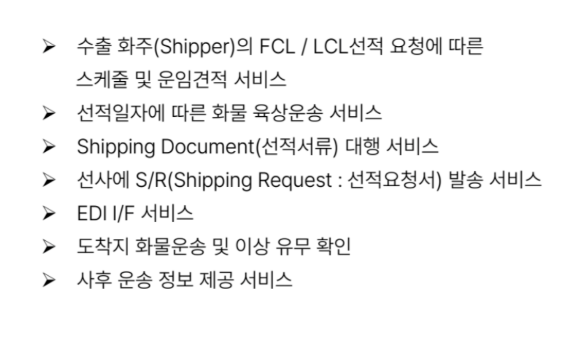 ➢ 수출 화주(Shipper)의 FCL / LCL선적 요청에 따른
스케줄 및 운임견적 서비스
➢ 선적일자에 따른 화물 육상운송 서비스
➢ Shipping Document(선적서류) 대행 서비스
➢ 선사에 S/R(Shipping Request : 선적요청서) 발송 서비스
➢ EDI I/F 서비스
➢ 도착지 화물운송 및 이상 유무 확인
➢ 사후 운송 정보 제공 서비스